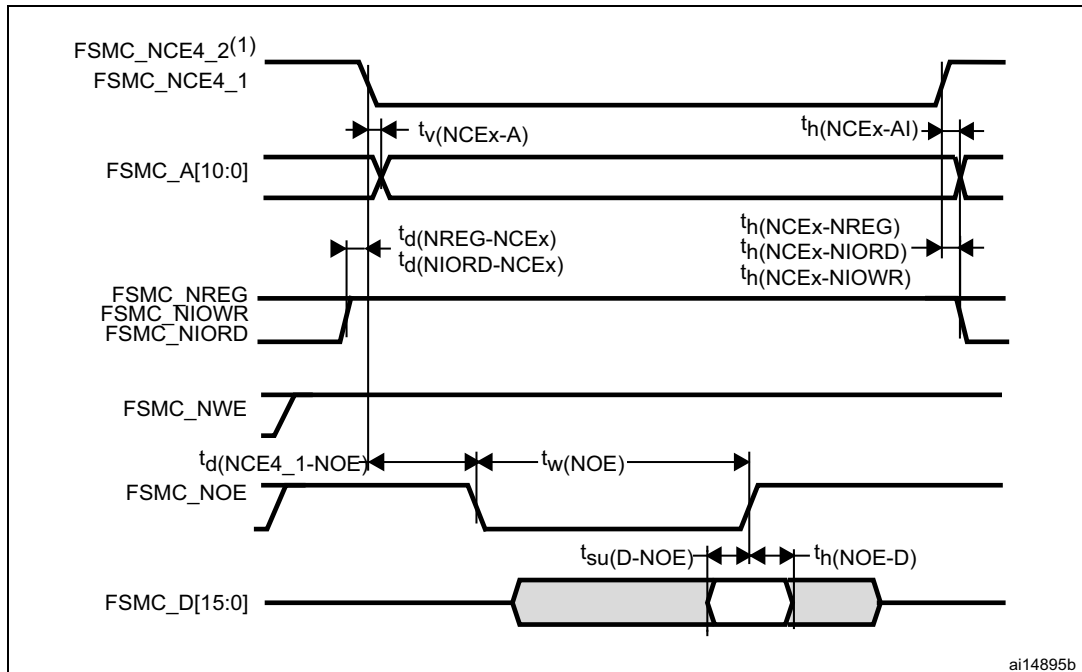 FSMC_NCE4_2(1)
FSMC_NCE4_1
tv(NCEx-A)
th(NCEx-AI)
FSMC_A[10:0]
td(NREG-NCEx)
td(NIORD-NCEx)
th(NCEx-NREG)
th(NCEx-NIORD)
th(NCEx-NIOWR)
FSMC_NREG
FSMC_NIOWR
FSMC_NIORD
FSMC_NWE
td(NCE4_1-NOE)
tw(NOE)
FSMC_NOE
tsu(D-NOE)
th(NOE-D)
FSMC_D[15:0]
ai14895b